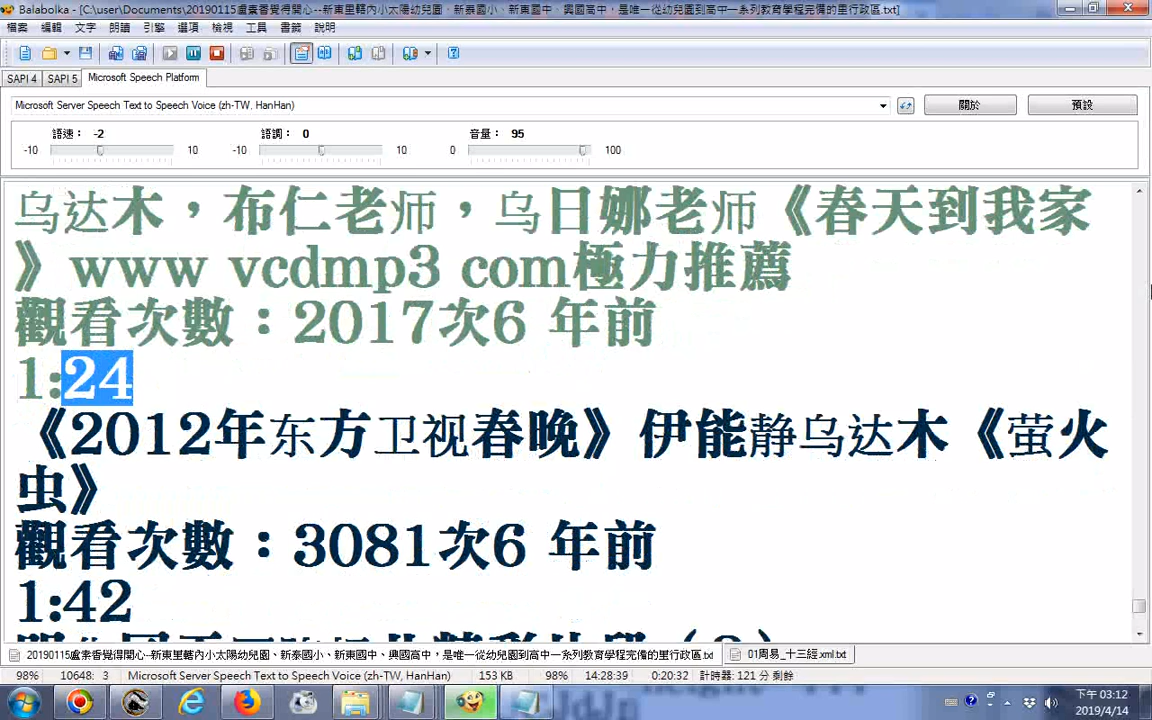 Balabolka - [C:\user\Documents\20190115盧素香覺得開心--新東里轄內小太陽幼兒園、新泰國小、新東國中、興國高中，是唯一從幼兒園到高中一系列教育學程完備的里行政區.txt]
檔案 編輯 文字 朗讀 引擎 選項 檢視 工具 書籤 說明
SAPI 4 SAPI 5 Microsoft Speech Platform
Microsoft Server Speech Text to Speech Voice (zh-TW, HanHan) 關於 預設
語速： -2 語調： 0 音量： 95
-10 10 -10 10 0 100
乌达木，布仁老师，乌日娜老师《春天到我家
》www vcdmp3 com極力推薦
觀看次數：2017次6 年前
1:24
《2012年东方卫视春晚》伊能静乌达木《萤火
虫》
觀看次數：3081次6 年前
1:42
20190115盧素香覺得開心--新東里轄內小太陽幼兒園、新泰國小、新東國中、興國高中，是唯一從幼兒園到高中一系列教育學程完備的里行政區.txt 01周易_十三經.xml.txt
98% 10648: 3 Microsoft Server Speech Text to Speech Voice (zh-TW, HanHan) 153 KB 98% 14:28:39 0:20:32 計時器: 121 分 剩餘
下午 03:12
2019/4/14